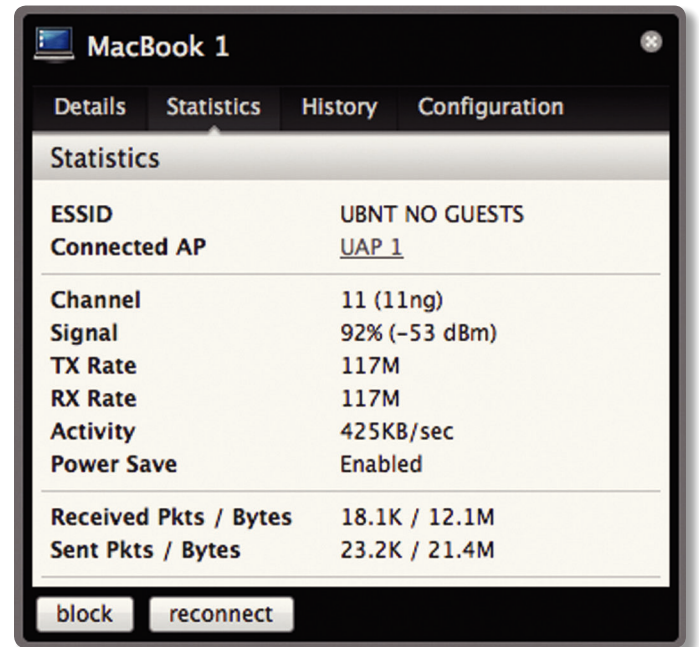 MacBook 1
Details Statistics History Configuration
Statistics
ESSID UBNT NO GUESTS
Connected AP UAP 1
Channel 11 (11ng)
Signal 92% (-53 dBm)
TX Rate 117M
RX Rate 117M
Activity 425KB/sec
Power Save Enabled
Received Pkts / Bytes 18.1K / 12.1M
Sent Pkts / Bytes 23.2K / 21.4M
block reconnect